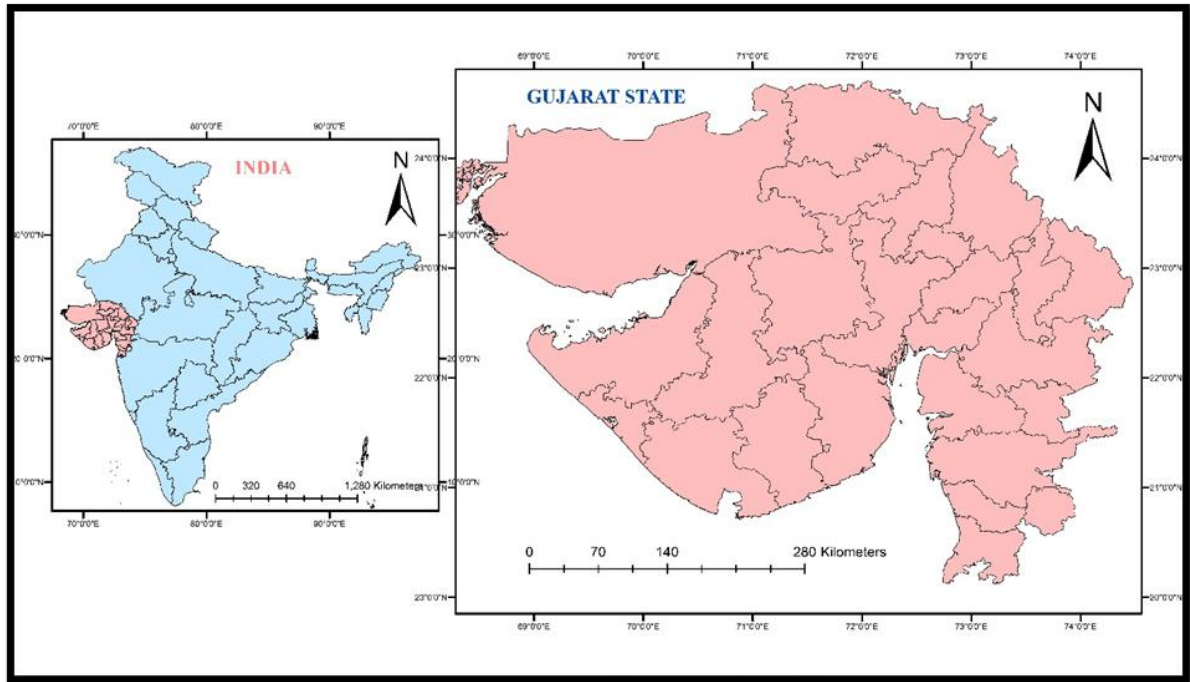 69°0'0"E 70°0'0"E 71°0'0"E 72°0'0"E 73°0'0"E 74°0'0"E
GUJARAT STATE
N
70°0'0"E 80°0'0"E 90°0'0"E
INDIA
N
24°0'0"N 24°0'0"N
23°0'0"N 23°0'0"N
22°0'0"N 22°0'0"N
0 320 640 1,280 Kilometers
21°0'0"N
70°0'0"E 80°0'0"E 90°0'0"E
0 70 140 280 Kilometers
20°0'0"N
69°0'0"E 70°0'0"E 71°0'0"E 72°0'0"E 73°0'0"E 74°0'0"E